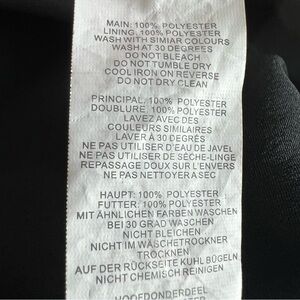 MAIN: 100% POLYESTER
LINING: 100% POLYESTER
WASH WITH SIMIAR COLOURS
WASH AT 30 DEGREES
DO NOT BLEACH
DO NOT TUMBLE DRY
COOL IRON ON REVERSE
DO NOT DRY CLEAN
PRINCIPAL: 100% POLYESTER
DOUBLURE: 100% POLYESTER
LAVEZ AVEC DES
COULEURS SIMILAIRES
LAVER À 30 DEGRÉS
NE PAS UTILISER D'EAU DE JAVEL
NE PAS UTILISER DE SÈCHE-LINGE
REPASSAGE DOUX SUR L'ENVERS
NE PAS NETTOYER A SEC
HAUPT: 100% POLYESTER
FUTTER: 100% POLYESTER
MIT ÄHNLICHEN FARBEN WASCHEN
BEI 30 GRAD WASCHEN
NICHT BLEICHEN
NICHT IM WÄSCHETROCKNER
TROCKNEN
AUF DER RÜCKSEITE KUHL BÜGELN
NICHT CHEMISCH REINIGEN
HOOFDONDERDEEL